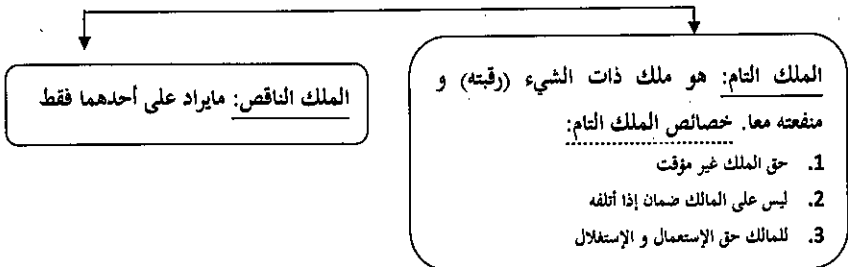 الملك التام: هو ملك ذات الشيء (رقبته) و
منفعته معا. خصائص الملك التام:
1. حق الملك غير مؤقت
2. ليس على المالك ضمان إذا أتلفه
3. للمالك حق الإستعمال و الإستغلال
الملك الناقص: مايراد على أحدهما فقط